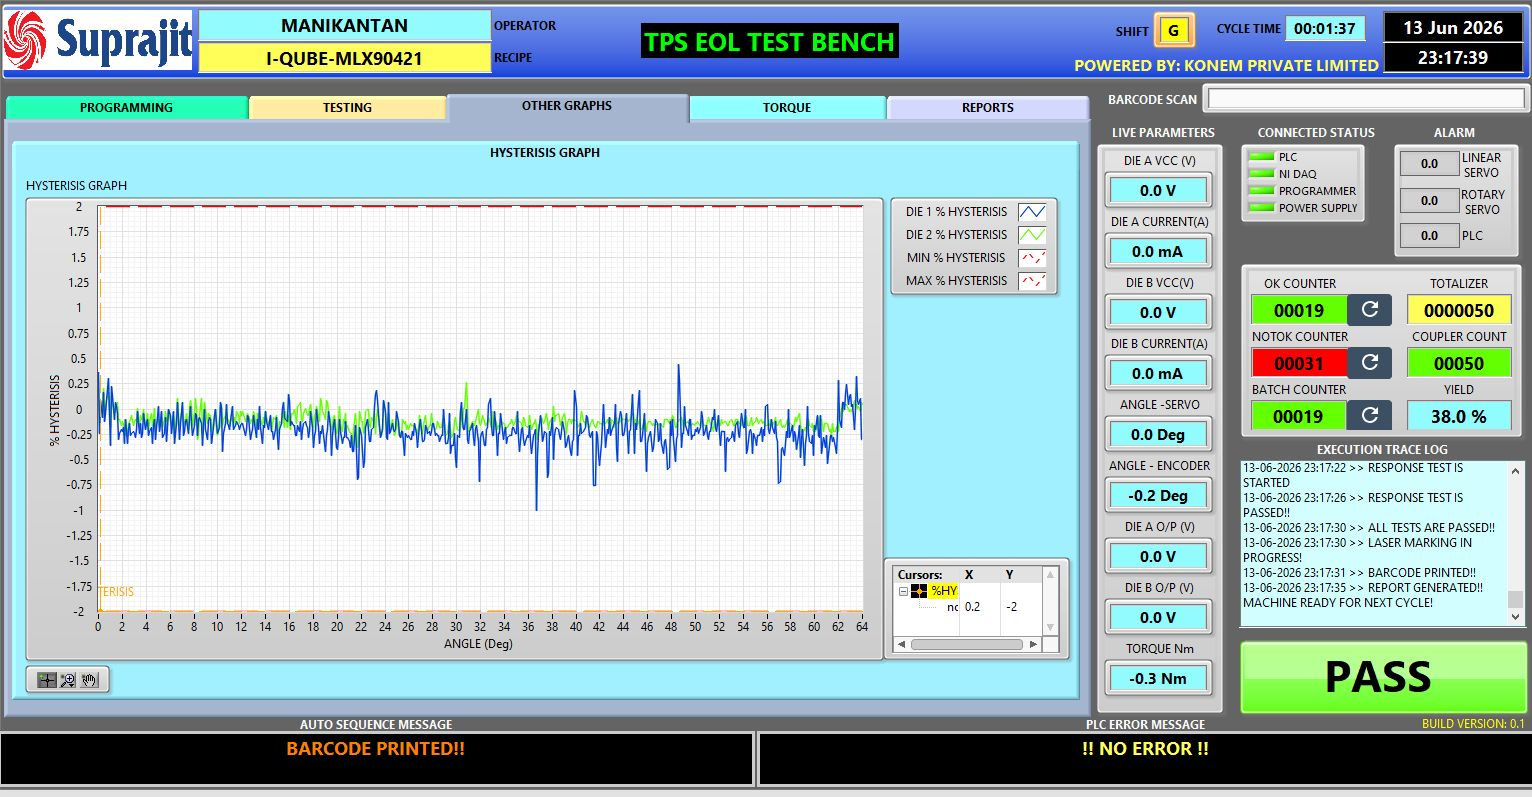 Suprajit
MANIKANTAN
OPERATOR
I-QUBE-MLX90421
RECIPE
TPS EOL TEST BENCH
SHIFT
G
CYCLE TIME
00:01:37
13 Jun 2026
23:17:39
POWERED BY: KONEM PRIVATE LIMITED
PROGRAMMING
TESTING
OTHER GRAPHS
TORQUE
REPORTS
BARCODE SCAN
HYSTERISIS GRAPH
HYSTERISIS GRAPH
% HYSTERISIS
2
1.75
1.5
1.25
1
0.75
0.5
0.25
0
-0.25
-0.5
-0.75
-1
-1.25
-1.5
-1.75
-2
TERISIS
0 2 4 6 8 10 12 14 16 18 20 22 24 26 28 30 32 34 36 38 40 42 44 46 48 50 52 54 56 58 60 62 64
ANGLE (Deg)
DIE 1 % HYSTERISIS
DIE 2 % HYSTERISIS
MIN % HYSTERISIS
MAX % HYSTERISIS
Cursors: X Y
%HY
nc 0.2 -2
LIVE PARAMETERS
DIE A VCC (V)
0.0 V
DIE A CURRENT(A)
0.0 mA
DIE B VCC(V)
0.0 V
DIE B CURRENT(A)
0.0 mA
ANGLE -SERVO
0.0 Deg
ANGLE - ENCODER
-0.2 Deg
DIE A O/P (V)
0.0 V
DIE B O/P (V)
0.0 V
TORQUE Nm
-0.3 Nm
CONNECTED STATUS
PLC
NI DAQ
PROGRAMMER
POWER SUPPLY
ALARM
0.0 LINEAR
SERVO
0.0 ROTARY
SERVO
0.0 PLC
OK COUNTER
00019
TOTALIZER
0000050
NOTOK COUNTER
00031
COUPLER COUNT
00050
BATCH COUNTER
00019
YIELD
38.0 %
EXECUTION TRACE LOG
13-06-2026 23:17:22 >> RESPONSE TEST IS
STARTED
13-06-2026 23:17:26 >> RESPONSE TEST IS
PASSED!!
13-06-2026 23:17:30 >> ALL TESTS ARE PASSED!!
13-06-2026 23:17:30 >> LASER MARKING IN
PROGRESS!
13-06-2026 23:17:31 >> BARCODE PRINTED!!
13-06-2026 23:17:35 >> REPORT GENERATED!!
MACHINE READY FOR NEXT CYCLE!
PASS
BUILD VERSION: 0.1
AUTO SEQUENCE MESSAGE
BARCODE PRINTED!!
PLC ERROR MESSAGE
!! NO ERROR !!